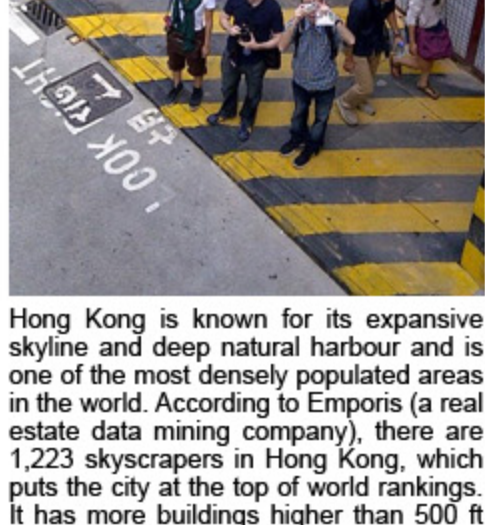 LOOK RIGHT
Hong Kong is known for its expansive
skyline and deep natural harbour and is
one of the most densely populated areas
in the world. According to Emporis (a real
estate data mining company), there are
1,223 skyscrapers in Hong Kong, which
puts the city at the top of world rankings.
It has more buildings higher than 500 ft